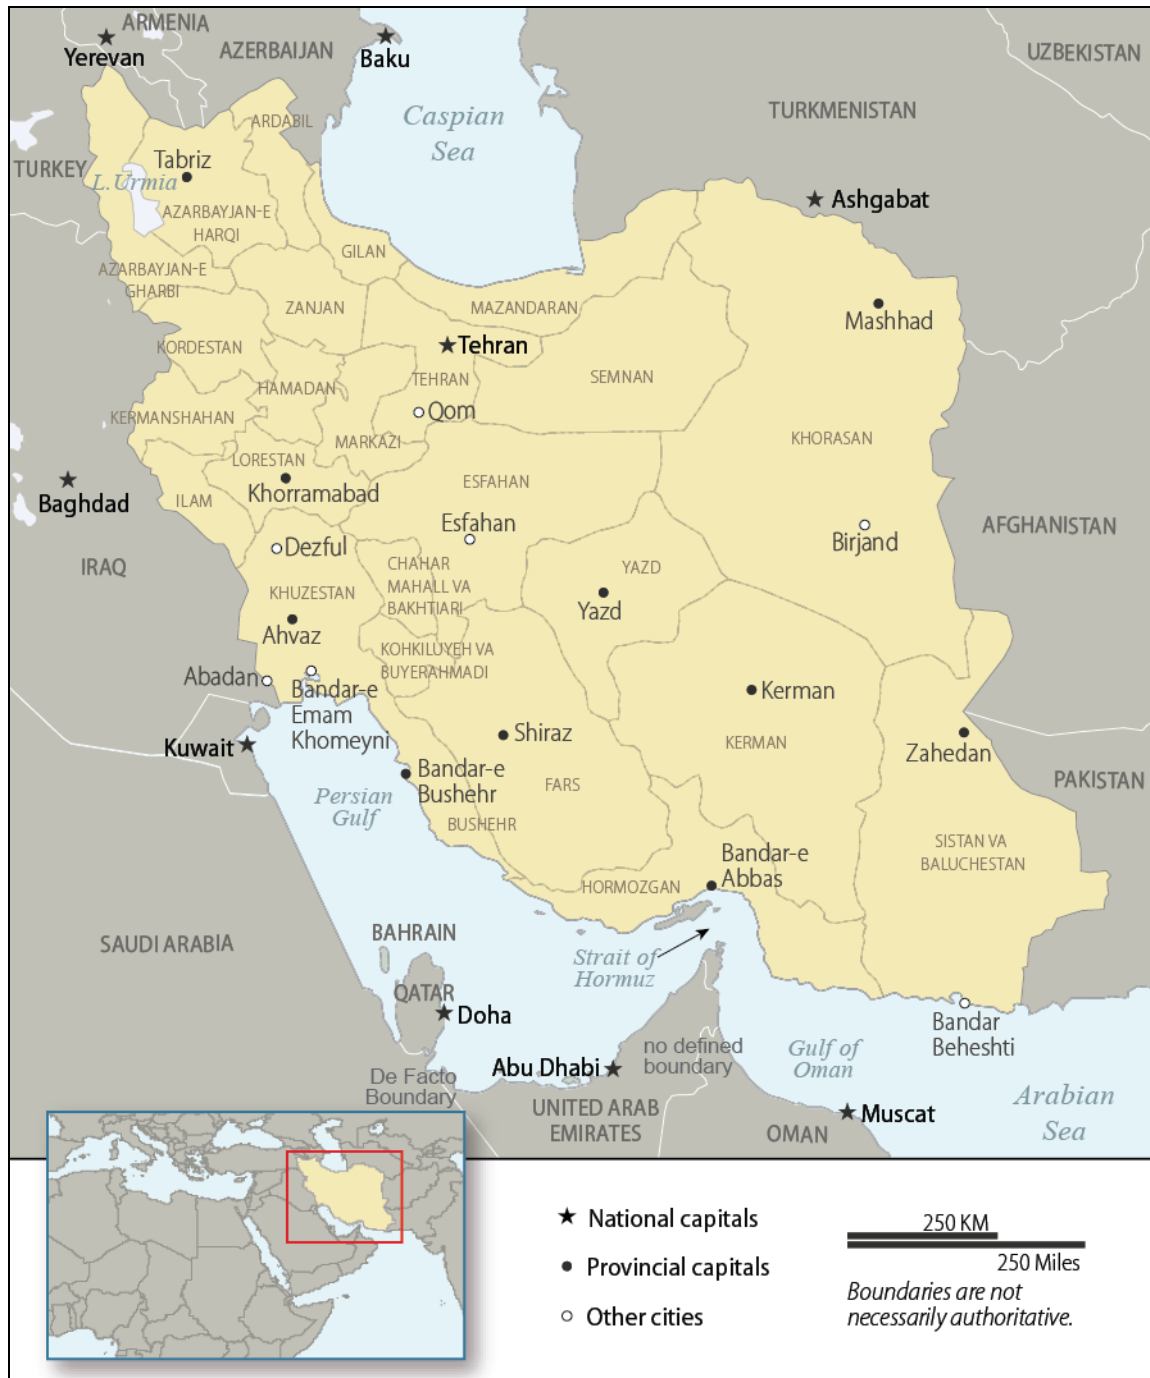 ARMENIA
Yerevan
AZERBAIJAN
Baku
UZBEKISTAN
Caspian
Sea
TURKMENISTAN
ARDABIL
TURKEY
Tabriz
L.Urmia
Ashgabat
AZARBAYJAN-E
HARQI
GILAN
AZARBAYJAN-E
GHARBI
ZANJAN
MAZANDARAN
Mashhad
KORDESTAN
Tehran
HAMADAN
TEHRAN
SEMNAN
Qom
KERMANSHAHAN
MARKAZI
KHORASAN
LORESTAN
Khorramabad
ESFAHAN
Baghdad
ILAM
Esfahan
AFGHANISTAN
Birjand
Dezful
IRAQ
CHAHAR
MAHALL VA
BAKHTIARI
YAZD
KHUZESTAN
Yazd
Ahvaz
KOHKILUYEH VA
BUYERAHMADI
Abadan
Bandar-e
Emam
Khomeyni
Kerman
Kuwait
Shiraz
KERMAN
Zahedan
Bandar-e
Bushehr
FARS
PAKISTAN
Persian
Gulf
BUSHEHR
SISTAN VA
BALUCHESTAN
Bandar-e
Abbas
HORMOZGAN
SAUDI ARABIA
BAHRAIN
Strait of
Hormuz
QATAR
Doha
Bandar
Beheshti
no defined
boundary
Gulf of
Oman
Abu Dhabi
De Facto
Boundary
UNITED ARAB
EMIRATES
OMAN
Muscat
Arabian
Sea
National capitals
Provincial capitals
Other cities
250 KM
250 Miles
Boundaries are not
necessarily authoritative.